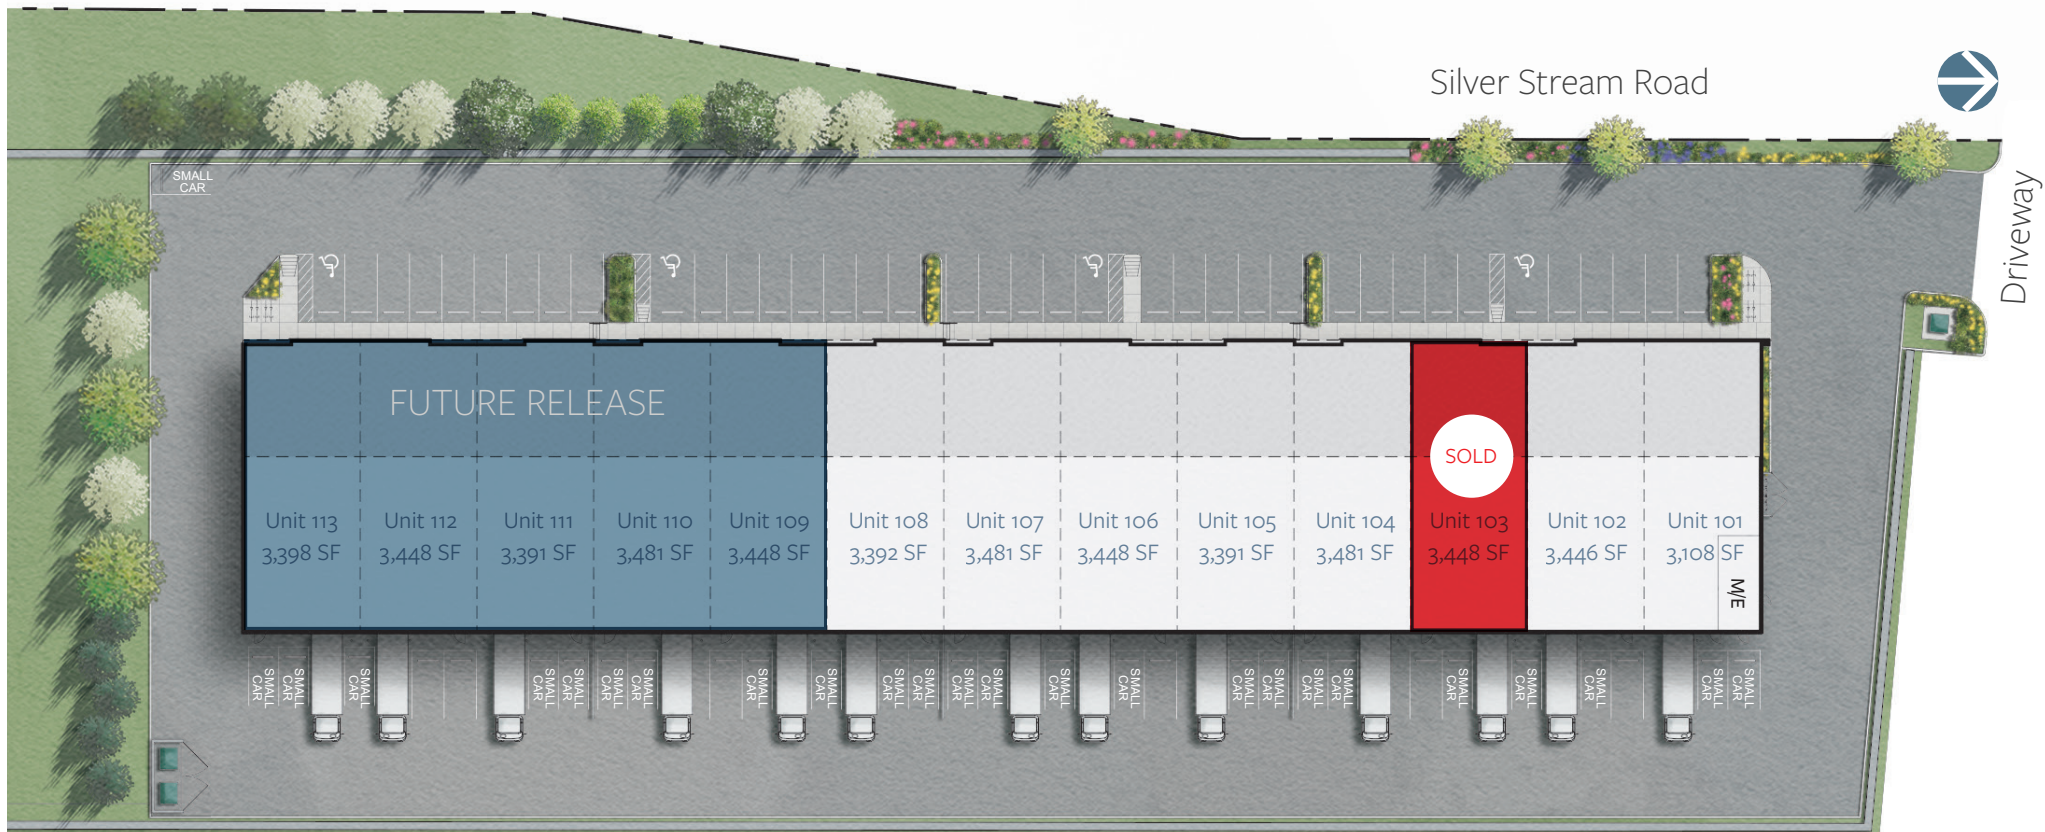 Silver Stream Road
Driveway
SMALL
CAR
FUTURE RELEASE
SOLD
Unit 113
3,398 SF
Unit 112
3,448 SF
Unit 111
3,391 SF
Unit 110
3,481 SF
Unit 109
3,448 SF
Unit 108
3,392 SF
Unit 107
3,481 SF
Unit 106
3,448 SF
Unit 105
3,391 SF
Unit 104
3,481 SF
Unit 103
3,448 SF
Unit 102
3,446 SF
Unit 101
3,108 SF
M/E
SMALL
CAR
SMALL
CAR
SMALL
CAR
SMALL
CAR
SMALL
CAR
SMALL
CAR
SMALL
CAR
SMALL
CAR
SMALL
CAR
SMALL
CAR
SMALL
CAR
SMALL
CAR
SMALL
CAR
SMALL
CAR
SMALL
CAR
SMALL
CAR
SMALL
CAR
SMALL
CAR
SMALL
CAR
SMALL
CAR
SMALL
CAR
SMALL
CAR
SMALL
CAR